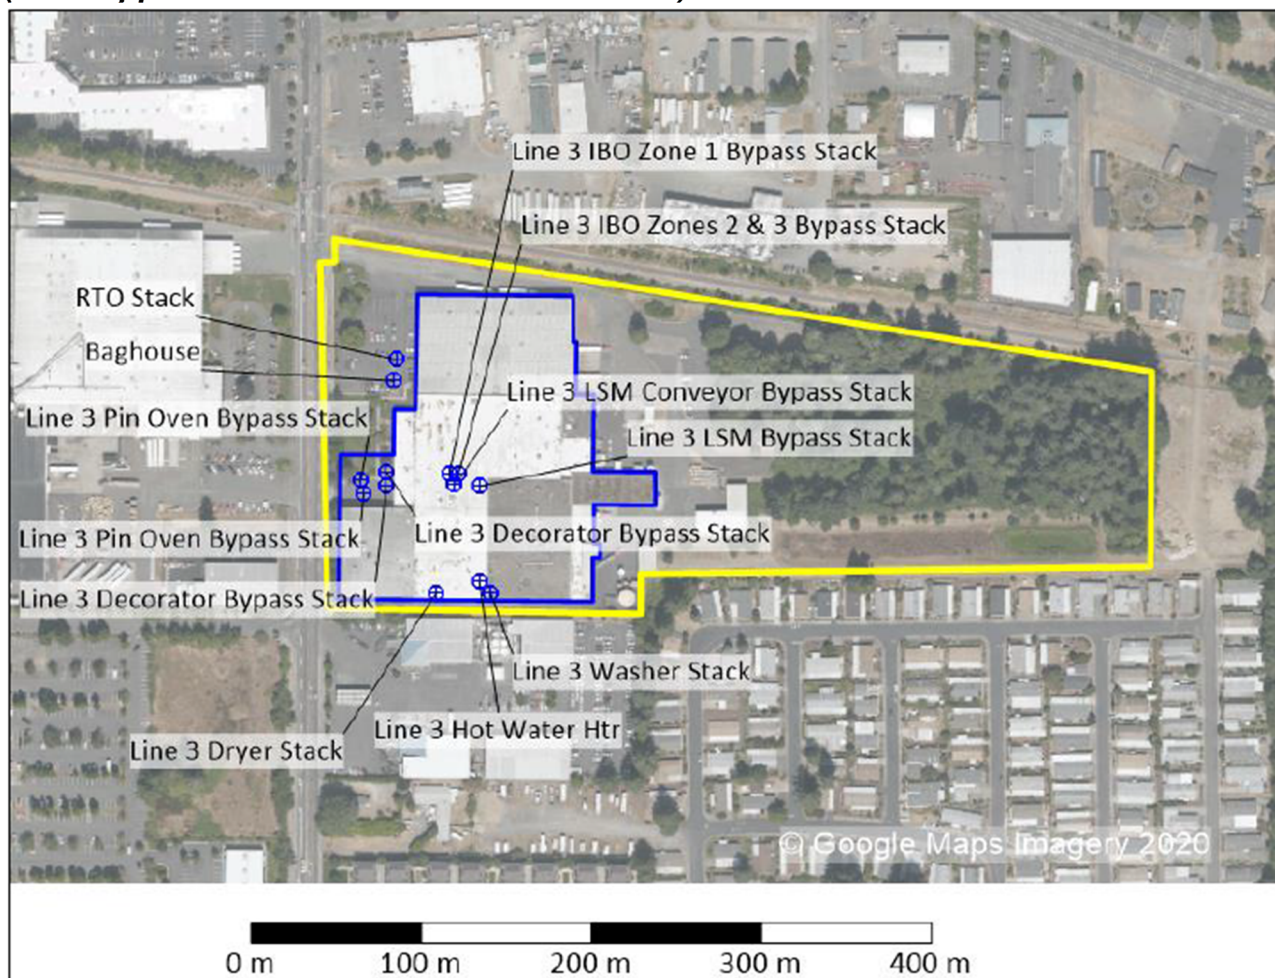 Line 3 IBO Zone 1 Bypass Stack
Line 3 IBO Zones 2 & 3 Bypass Stack
RTO Stack
Baghouse
Line 3 LSM Conveyor Bypass Stack
Line 3 Pin Oven Bypass Stack
Line 3 LSM Bypass Stack
Line 3 Decorator Bypass Stack
Line 3 Pin Oven Bypass Stack
Line 3 Decorator Bypass Stack
Line 3 Washer Stack
Line 3 Hot Water Htr
Line 3 Dryer Stack
© Google Maps Imagery 2020
0 m 100 m 200 m 300 m 400 m